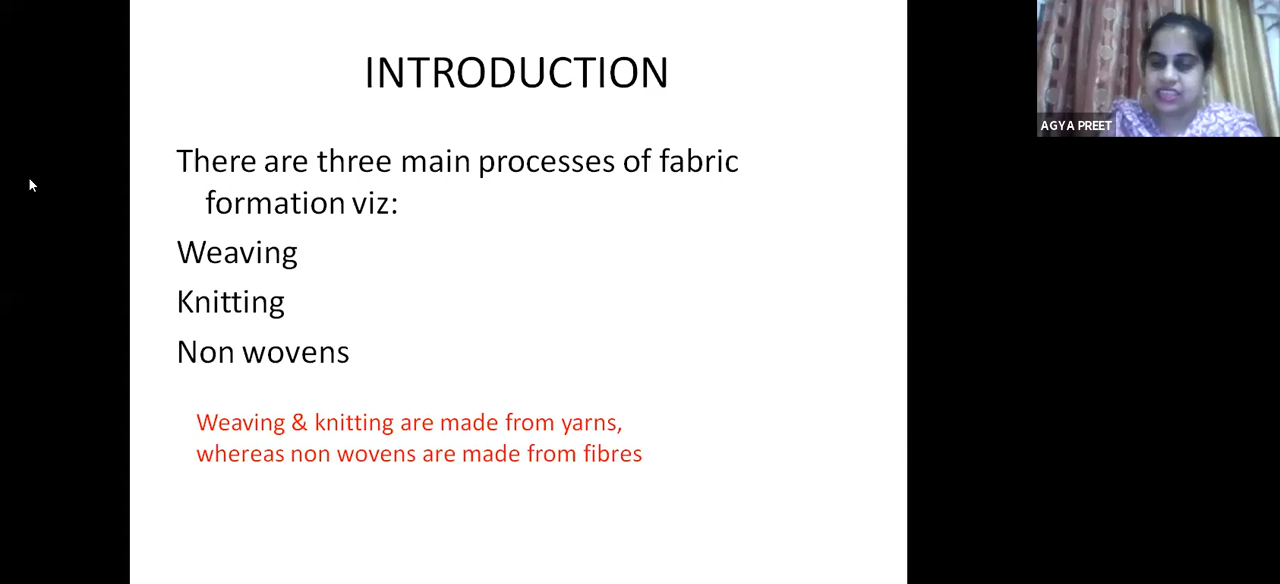 INTRODUCTION
There are three main processes of fabric
formation viz:
Weaving
Knitting
Non wovens
Weaving & knitting are made from yarns,
whereas non wovens are made from fibres
AGYA PREET